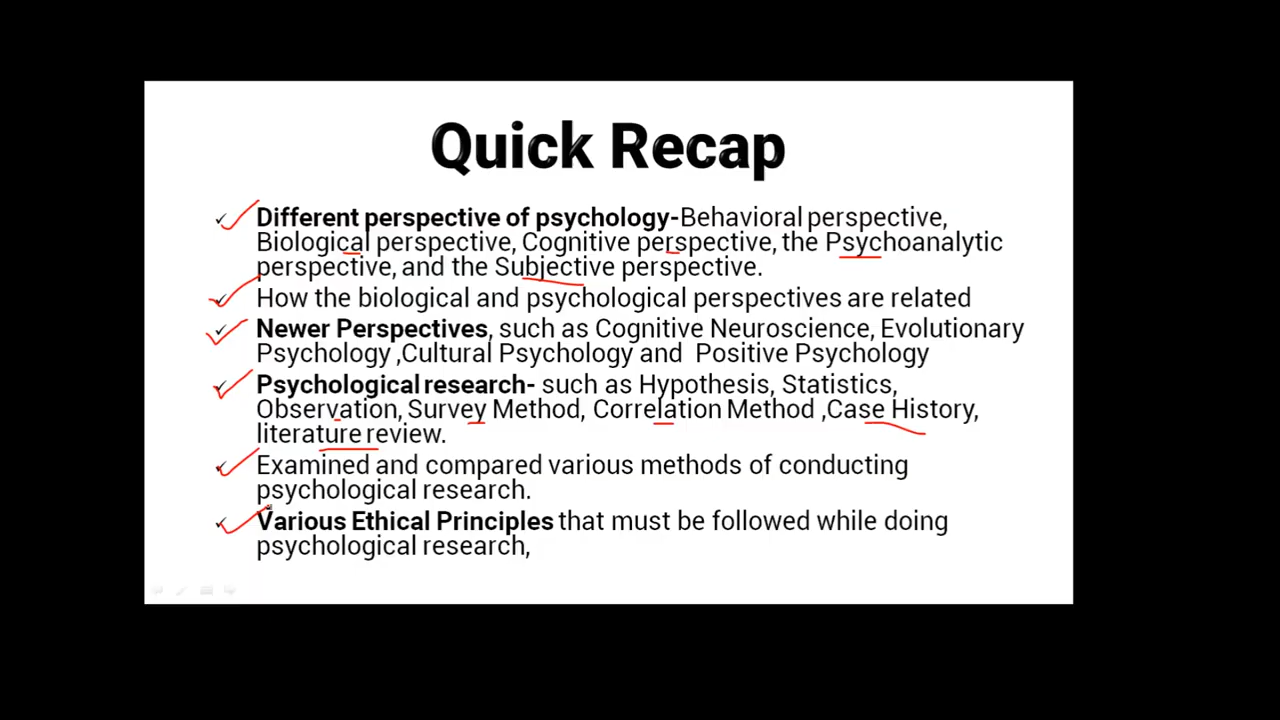 Quick Recap
Different perspective of psychology-Behavioral perspective,
Biological perspective, Cognitive perspective, the Psychoanalytic
perspective, and the Subjective perspective.
How the biological and psychological perspectives are related
Newer Perspectives, such as Cognitive Neuroscience, Evolutionary
Psychology ,Cultural Psychology and Positive Psychology
Psychological research- such as Hypothesis, Statistics,
Observation, Survey Method, Correlation Method ,Case History,
literature review.
Examined and compared various methods of conducting
psychological research.
Various Ethical Principles that must be followed while doing
psychological research,